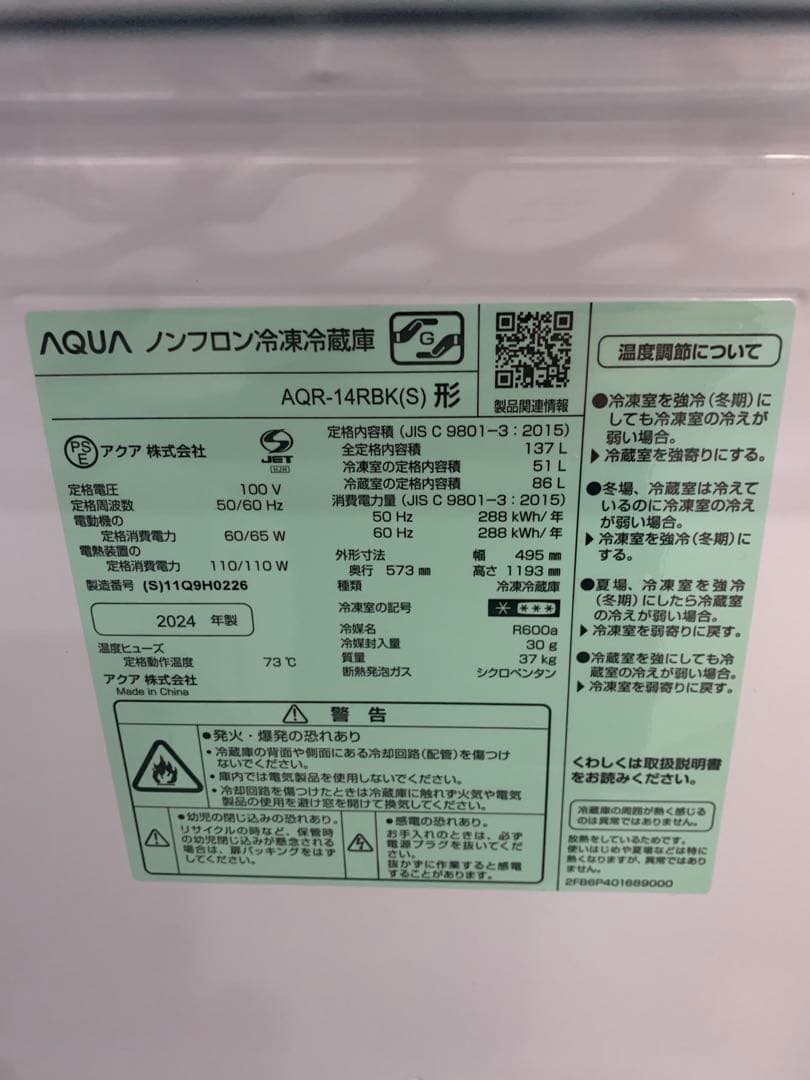 AQUA ノンフロン冷凍冷蔵庫
G
AQR-14RBK(S) 形
製品関連情報
PS
E
アクア 株式会社
JET
定格電圧 100 V
定格周波数 50/60 Hz
電動機の
定格消費電力 60/65 W
電熱装置の
定格消費電力 110/110 W
製造番号 (S)11Q9H0226
2024 年製
温度ヒューズ
定格動作温度 73 ℃
アクア 株式会社
Made in China
定格内容積 (JIS C 9801-3:2015)
全定格内容積 137 L
冷凍室の定格内容積 51 L
冷蔵室の定格内容積 86 L
消費電力量 (JIS C 9801-3:2015)
50 Hz 288 kWh/年
60 Hz 288 kWh/年
外形寸法 幅 495 ㎜
奥行 573 ㎜ 高さ 1193 ㎜
種類 冷凍冷蔵庫
冷凍室の記号
冷媒名 R600a
冷媒封入量 30 g
質量 37 kg
断熱発泡ガス シクロペンタン
警 告
●発火・爆発の恐れあり
・冷蔵庫の背面や側面にある冷却回路(配管)を傷つけ
ないでください。
・庫内では電気製品を使用しないでください。
・冷却回路を傷つけたときは冷蔵庫に触れず火気や電気
製品の使用を避け窓を開けて換気してください。
●幼児の閉じ込みの恐れあり。
リサイクルの時など、保管時
の幼児閉じ込みが懸念される
場合は、扉パッキングをはず
してください。
●感電の恐れあり。
お手入れのときは、必ず
電源プラグを抜いてくだ
さい。
抜かずに作業すると感電
することがあります。
温度調節について
●冷凍室を強冷(冬期)に
しても冷凍室の冷えが
弱い場合。
▶冷蔵室を強寄りにする。
●冬場、冷蔵室は冷えて
いるのに冷凍室の冷え
が弱い場合。
▶冷凍室を強冷(冬期)に
する。
●夏場、冷凍室を強冷
(冬期)にしたら冷蔵室
の冷えが弱い場合。
▶冷凍室を弱寄りに戻す。
●冷蔵室を強にしても冷
蔵室の冷えが弱い場合。
▶冷凍室を弱寄りに戻す。
くわしくは取扱説明書
をお読みください。
冷蔵庫の周囲が熱く感じる
のは異常ではありません。
放熱をしているためです。
使いはじめや夏場などは特に
熱くなりますが、異常ではあり
ません。
2FB6P401689000